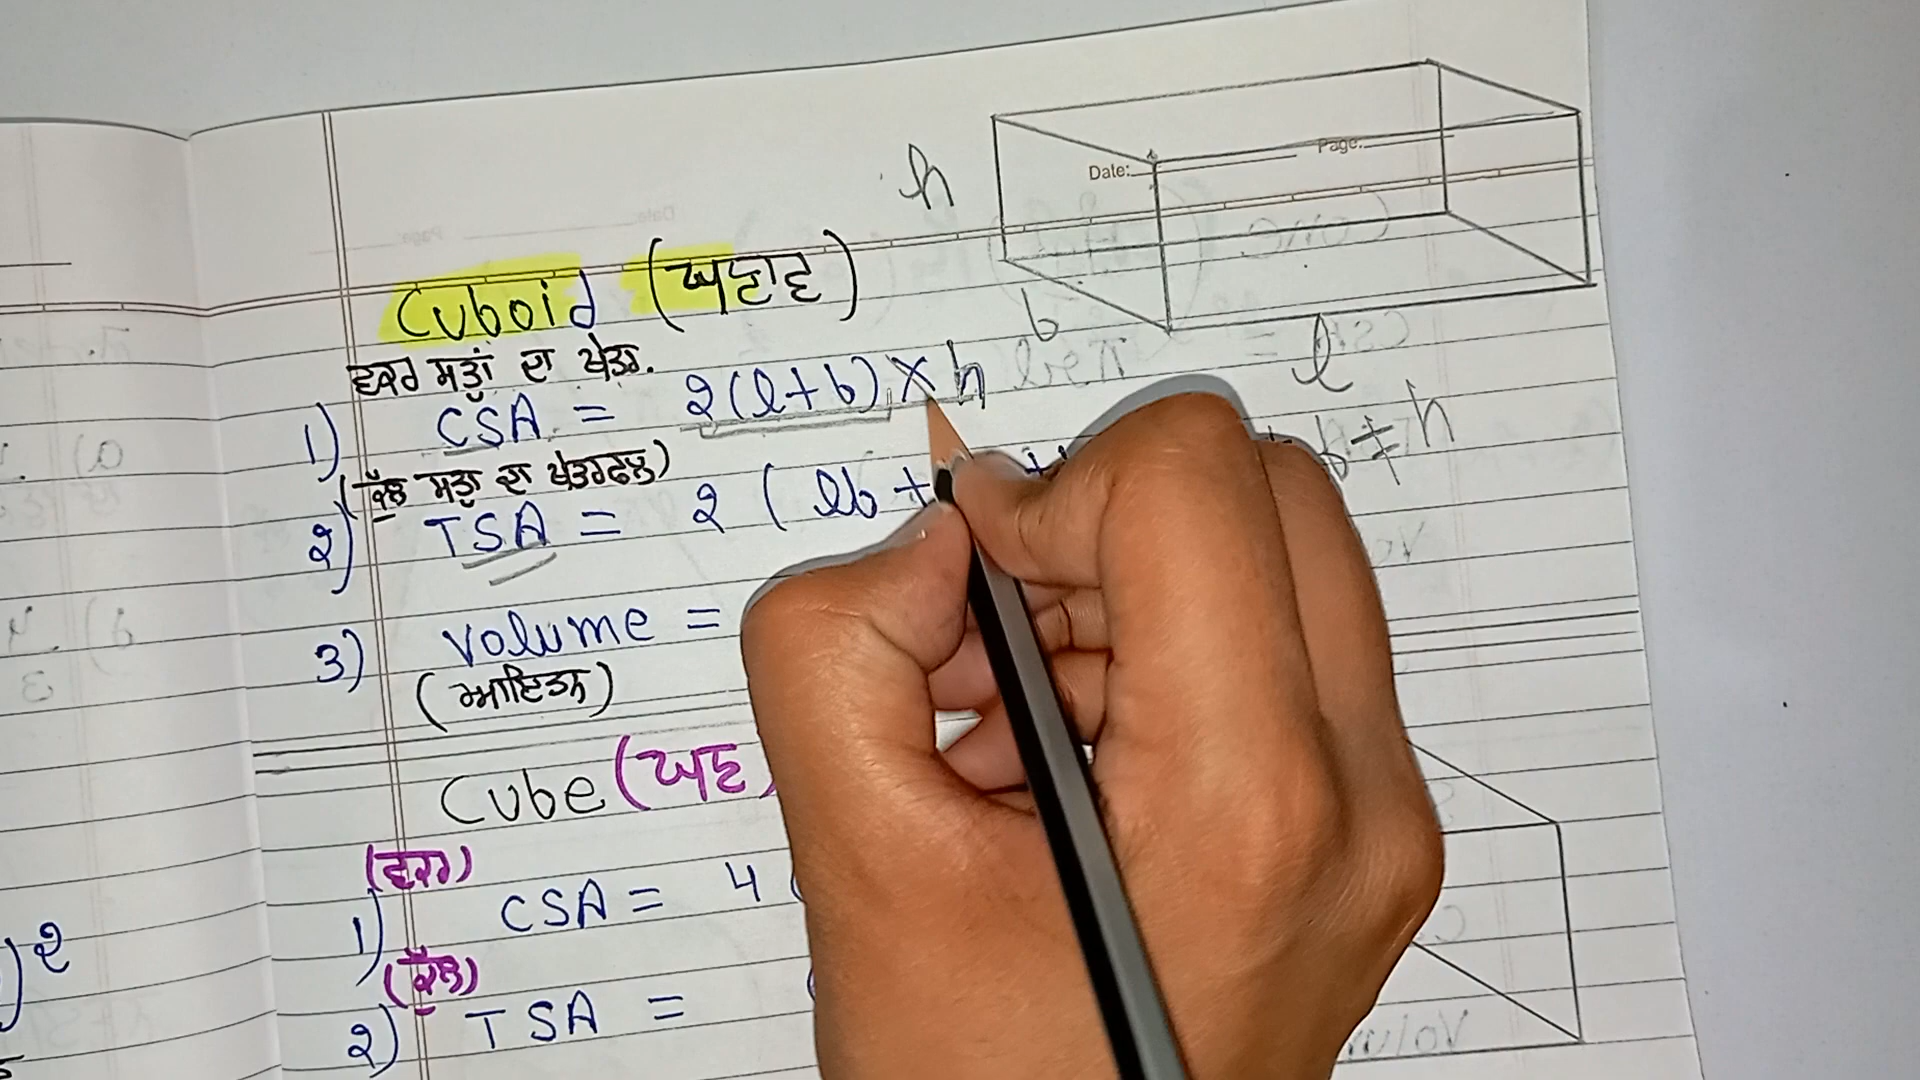 Date: Page:
h
Cuboid (ਘਣਾਵ)
b
l
ਵਕਰ ਸਤ੍ਹਾਂ ਦਾ ਖੇਤਰ.
1) CSA = 2(l+b) × h
b ≠ h
(ਕੁੱਲ ਸਤ੍ਹਾ ਦਾ ਖੇਤਰਫਲ)
2) TSA = 2 ( lb +
3) Volume =
(ਆਇਤਨ)
Cube (ਘਣ
(ਵਕਰ)
1) CSA = 4
(ਕੁੱਲ)
2) TSA =
)²